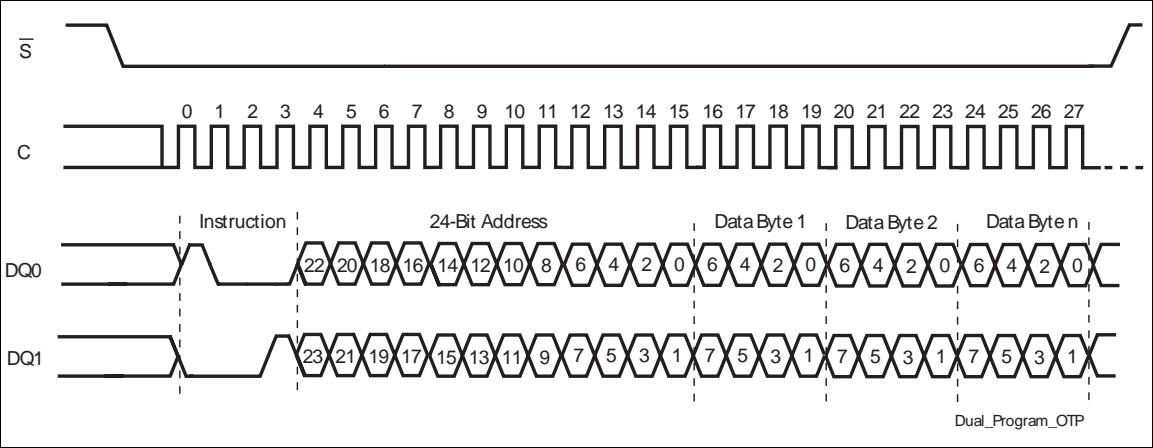 S̅
0 1 2 3 4 5 6 7 8 9 10 11 12 13 14 15 16 17 18 19 20 21 22 23 24 25 26 27
C
Instruction 24-Bit Address Data Byte 1 Data Byte 2 Data Byte n
DQ0 22 20 18 16 14 12 10 8 6 4 2 0 6 4 2 0 6 4 2 0 6 4 2 0
DQ1 23 21 19 17 15 13 11 9 7 5 3 1 7 5 3 1 7 5 3 1 7 5 3 1
Dual_Program_OTP